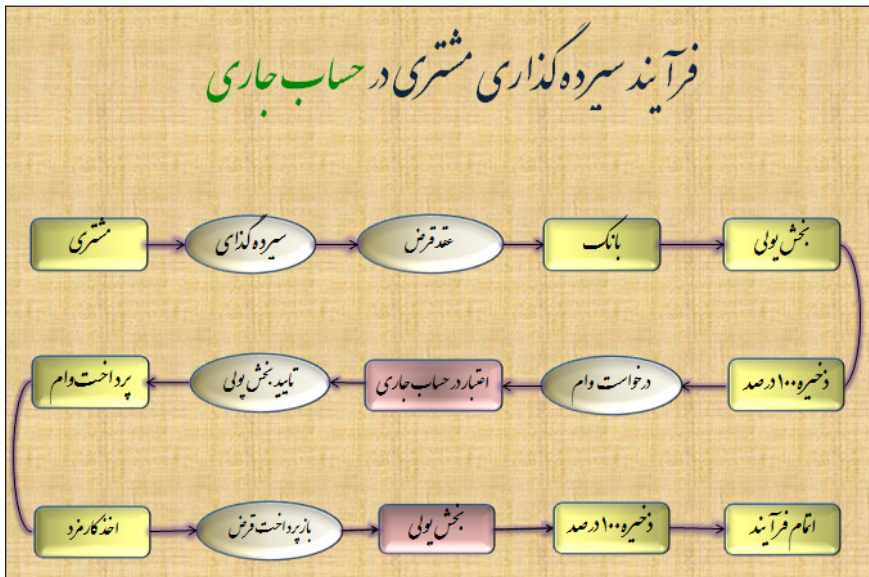 فرآیند سپرده گذاری مشتری در حساب جاری
مشتری
سپرده گذای
عقد قرض
بانک
بخش پولی
ذخیره ۱۰۰ درصد
درخواست وام
اعتبار در حساب جاری
تایید بخش پولی
پرداخت وام
اخذ کارمزد
بازپرداخت قرض
بخش پولی
ذخیره ۱۰۰ درصد
اتمام فرآیند